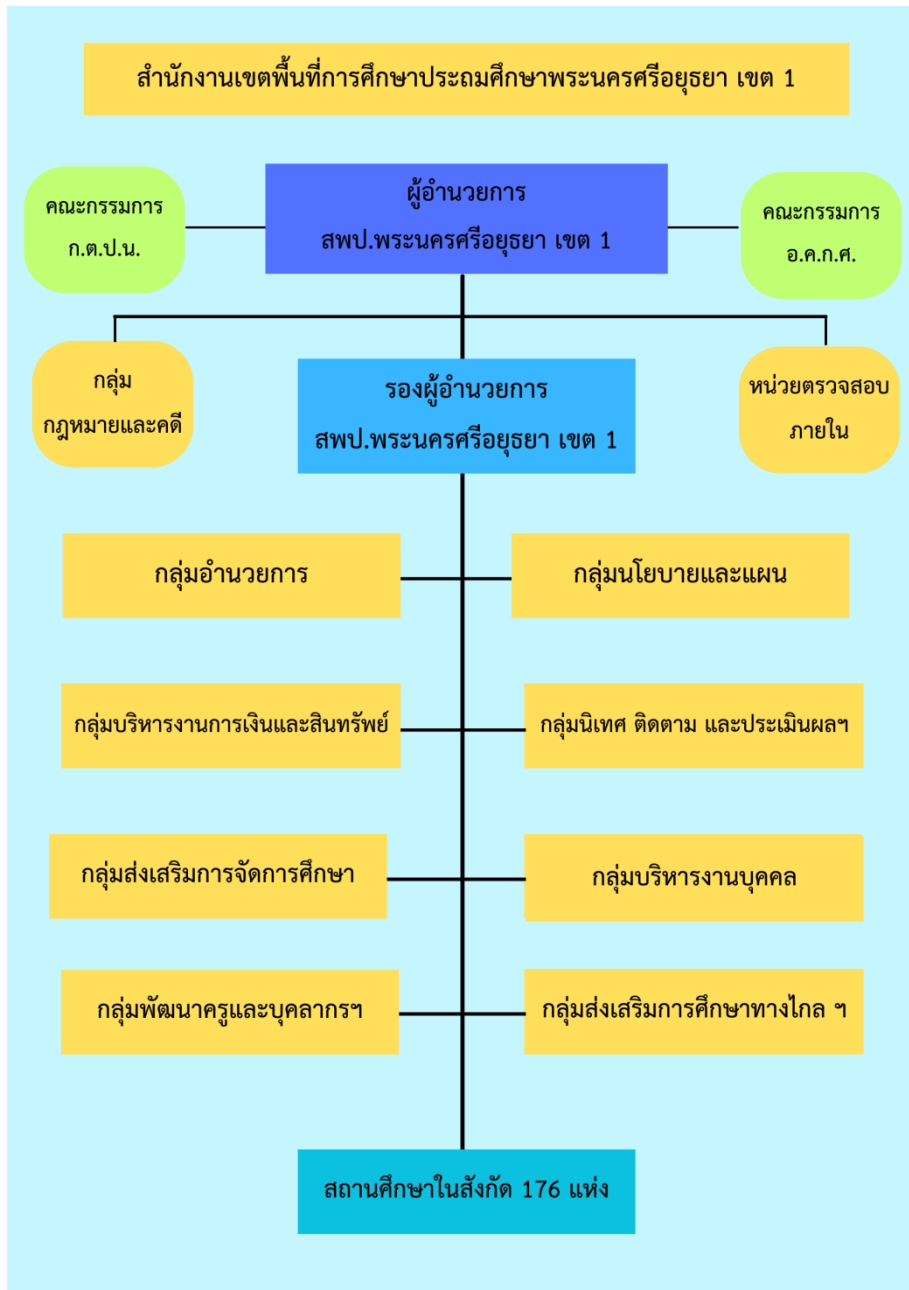 สำนักงานเขตพื้นที่การศึกษาประถมศึกษาพระนครศรีอยุธยา เขต 1
คณะกรรมการ
ก.ต.ป.น.
ผู้อำนวยการ
สพป.พระนครศรีอยุธยา เขต 1
คณะกรรมการ
อ.ค.ก.ศ.
กลุ่ม
กฎหมายและคดี
รองผู้อำนวยการ
สพป.พระนครศรีอยุธยา เขต 1
หน่วยตรวจสอบ
ภายใน
กลุ่มอำนวยการ
กลุ่มนโยบายและแผน
กลุ่มบริหารงานการเงินและสินทรัพย์
กลุ่มนิเทศ ติดตาม และประเมินผลฯ
กลุ่มส่งเสริมการจัดการศึกษา
กลุ่มบริหารงานบุคคล
กลุ่มพัฒนาครูและบุคลากรฯ
กลุ่มส่งเสริมการศึกษาทางไกล ฯ
สถานศึกษาในสังกัด 176 แห่ง